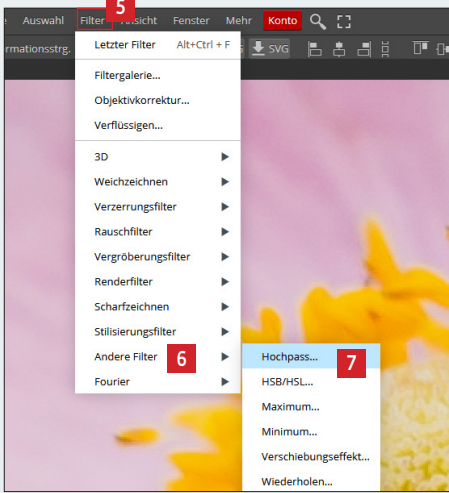 5
Auswahl Filter Ansicht Fenster Mehr Konto
rmationsstrg. SVG
Letzter Filter Alt+Ctrl + F
Filtergalerie...
Objektivkorrektur...
Verflüssigen...
3D
Weichzeichnen
Verzerrungsfilter
Rauschfilter
Vergröberungsfilter
Renderfilter
Scharfzeichnen
Stilisierungsfilter
Andere Filter 6
Hochpass... 7
Fourier
HSB/HSL...
Maximum...
Minimum...
Verschiebungseffekt...
Wiederholen...